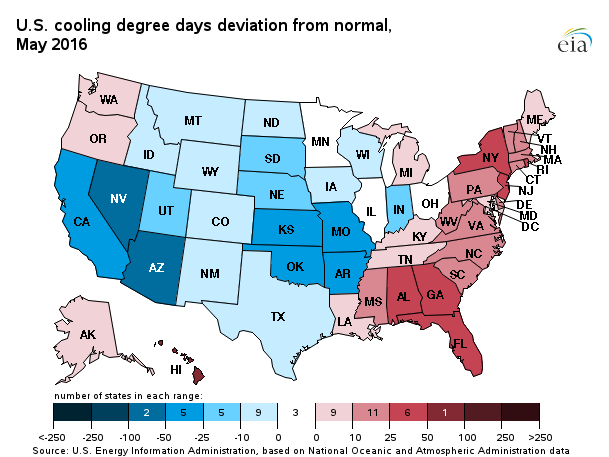 U.S. cooling degree days deviation from normal,
May 2016
eia
WA
OR
CA
NV
ID
MT
WY
UT
AZ
CO
NM
ND
SD
NE
KS
OK
TX
MN
IA
MO
AR
LA
WI
IL
IN
MI
OH
KY
TN
MS
AL
GA
FL
SC
NC
VA
WV
PA
NY
ME
VT
NH
MA
RI
CT
NJ
DE
MD
DC
AK
HI
number of states in each range:
2 5 5 9 3 9 11 6 1
<-250 -250 -100 -50 -25 -10 0 0 10 25 50 100 250 >250
Source: U.S. Energy Information Administration, based on National Oceanic and Atmospheric Administration data